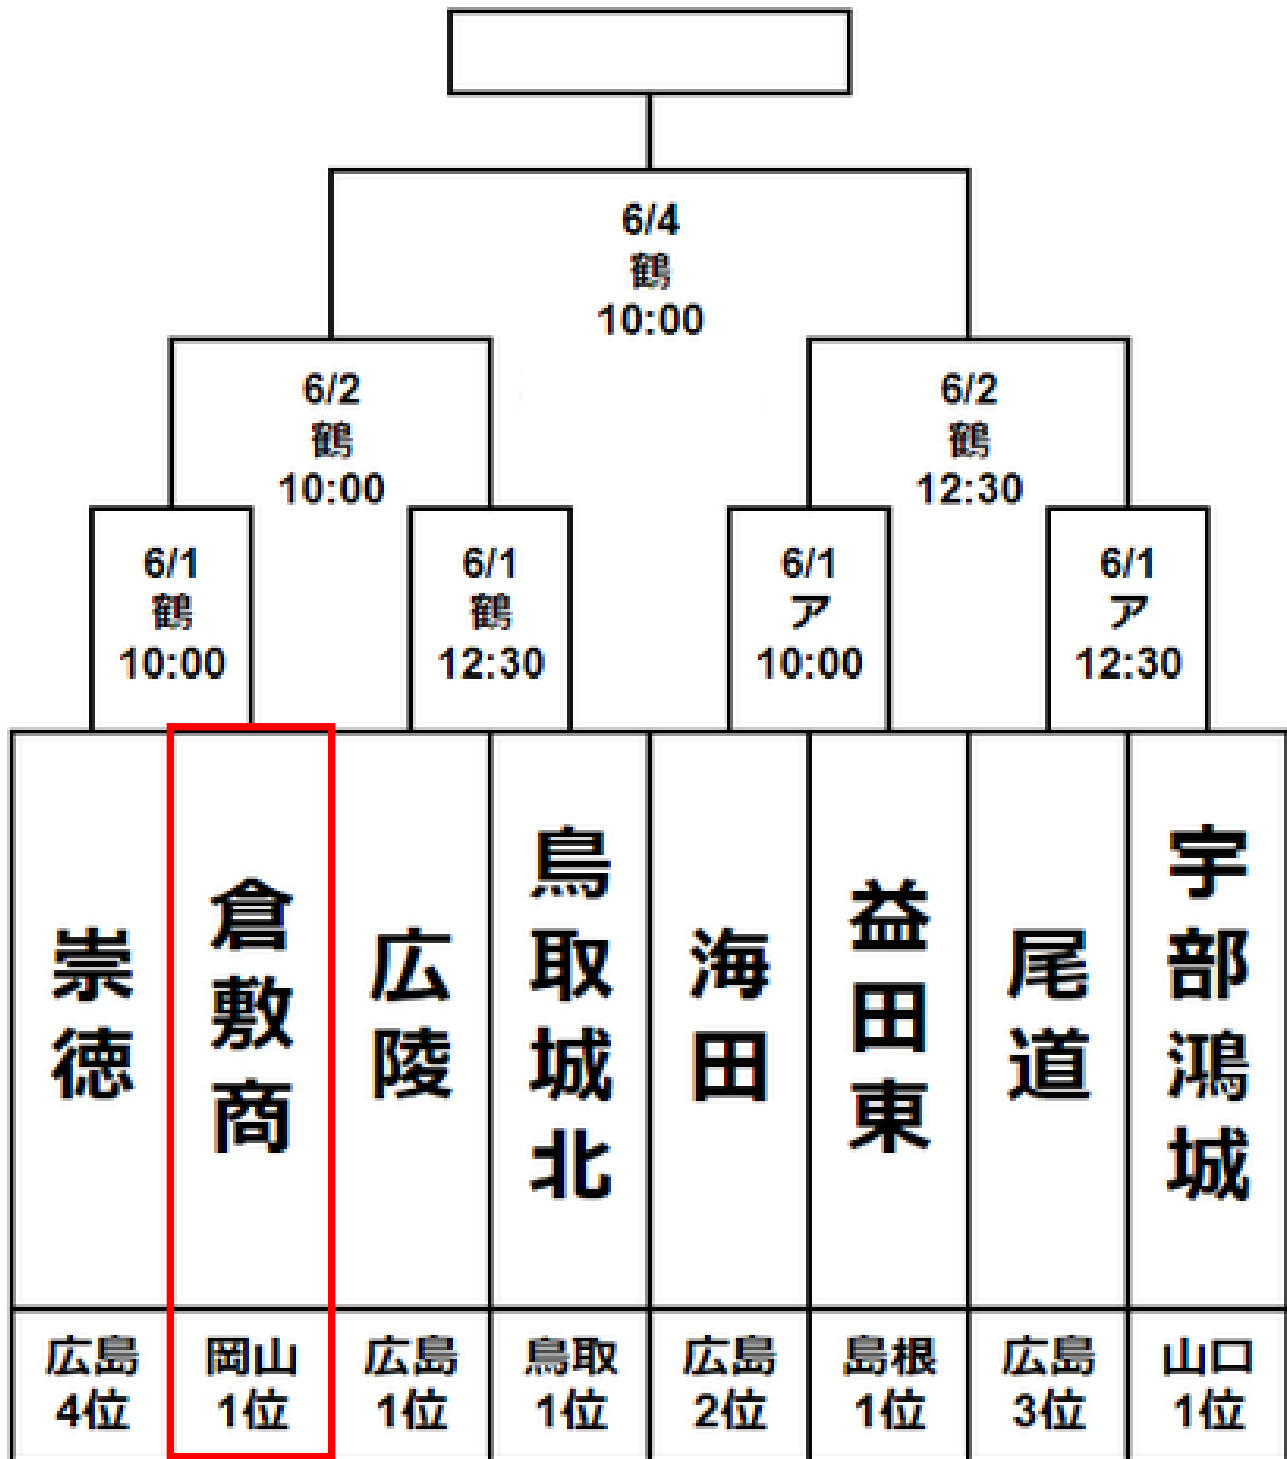 6/4
鶴
10:00
6/2
鶴
10:00
6/2
鶴
12:30
6/1
鶴
10:00
6/1
鶴
12:30
6/1
ア
10:00
6/1
ア
12:30
崇徳
倉敷商
広陵
鳥取城北
海田
益田東
尾道
宇部鴻城
広島
4位
岡山
1位
広島
1位
鳥取
1位
広島
2位
島根
1位
広島
3位
山口
1位